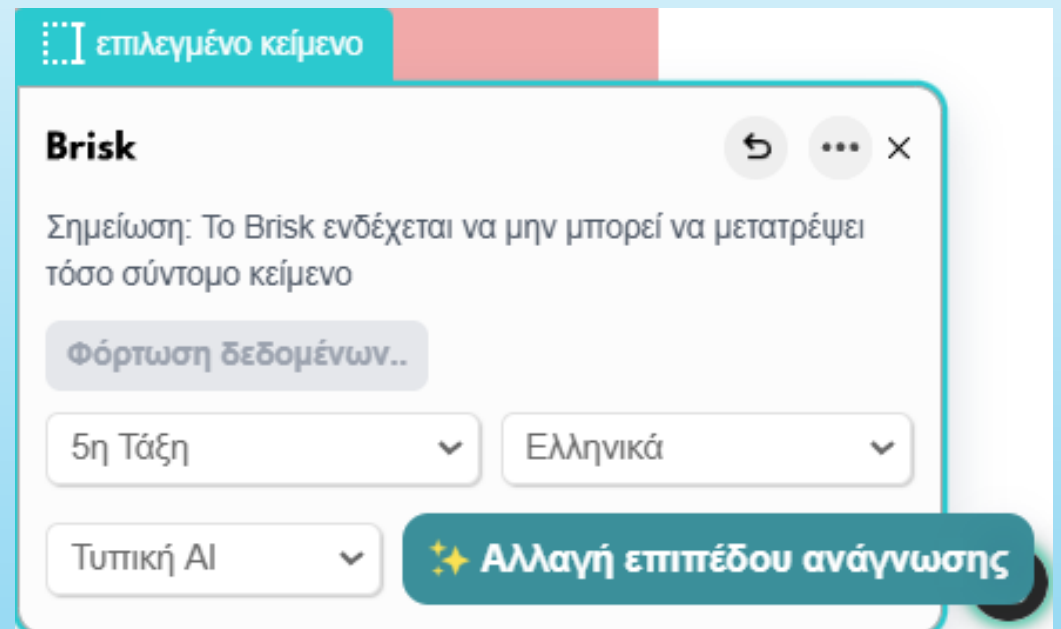 επιλεγμένο κείμενο
Brisk
Σημείωση: Το Brisk ενδέχεται να μην μπορεί να μετατρέψει
τόσο σύντομο κείμενο
Φόρτωση δεδομένων..
5η Τάξη
Ελληνικά
Τυπική AI
Αλλαγή επιπέδου ανάγνωσης